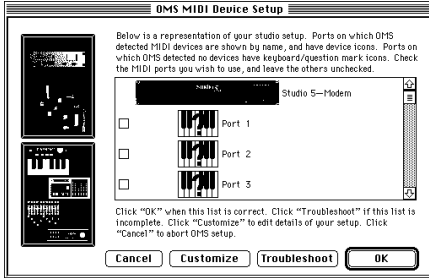 OMS MIDI Device Setup
Below is a representation of your studio setup. Ports on which OMS
detected MIDI devices are shown by name, and have device icons. Ports on
which OMS detected no devices have keyboard/question mark icons. Check
the MIDI ports you wish to use, and leave the others unchecked.
Studio 5—Modem
Port 1
Port 2
Port 3
Click “OK” when this list is correct. Click “Troubleshoot” if this list is
incomplete. Click “Customize” to edit details of your setup. Click
“Cancel” to abort OMS setup.
Cancel Customize Troubleshoot OK